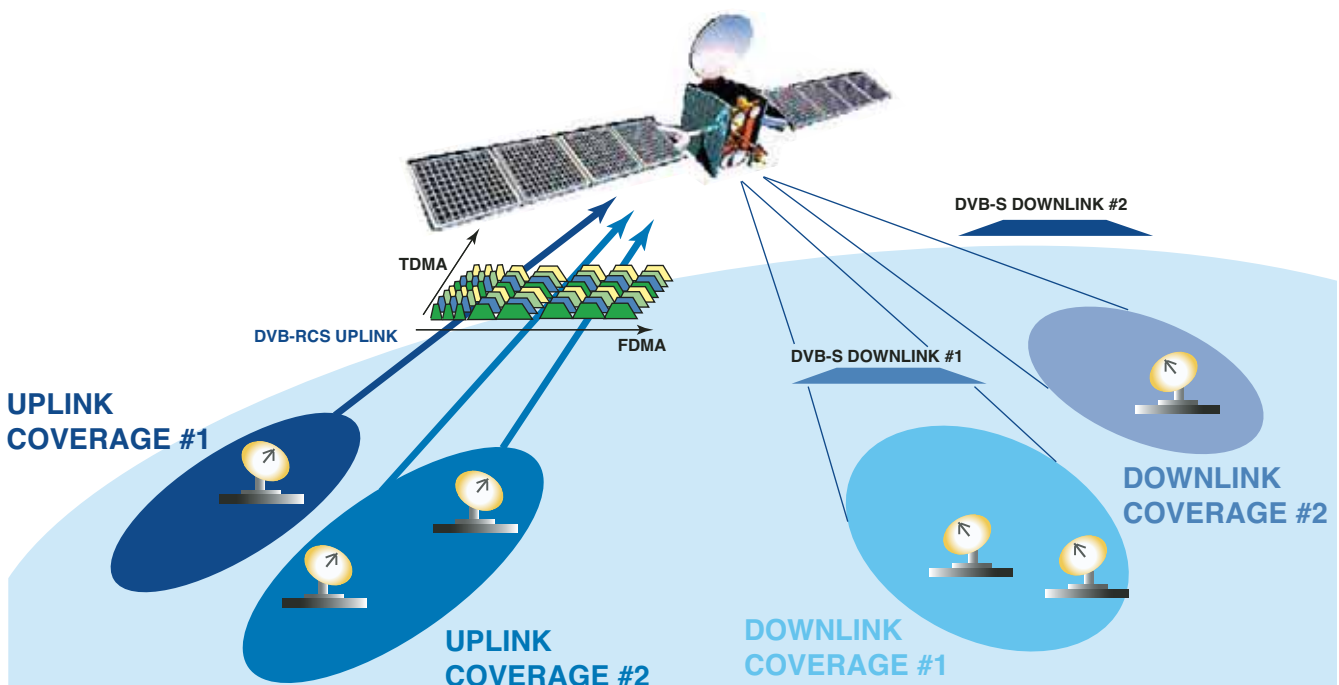 DVB-S DOWNLINK #2
TDMA
DVB-RCS UPLINK
FDMA
DVB-S DOWNLINK #1
UPLINK
COVERAGE #1
DOWNLINK
COVERAGE #2
UPLINK
COVERAGE #2
DOWNLINK
COVERAGE #1